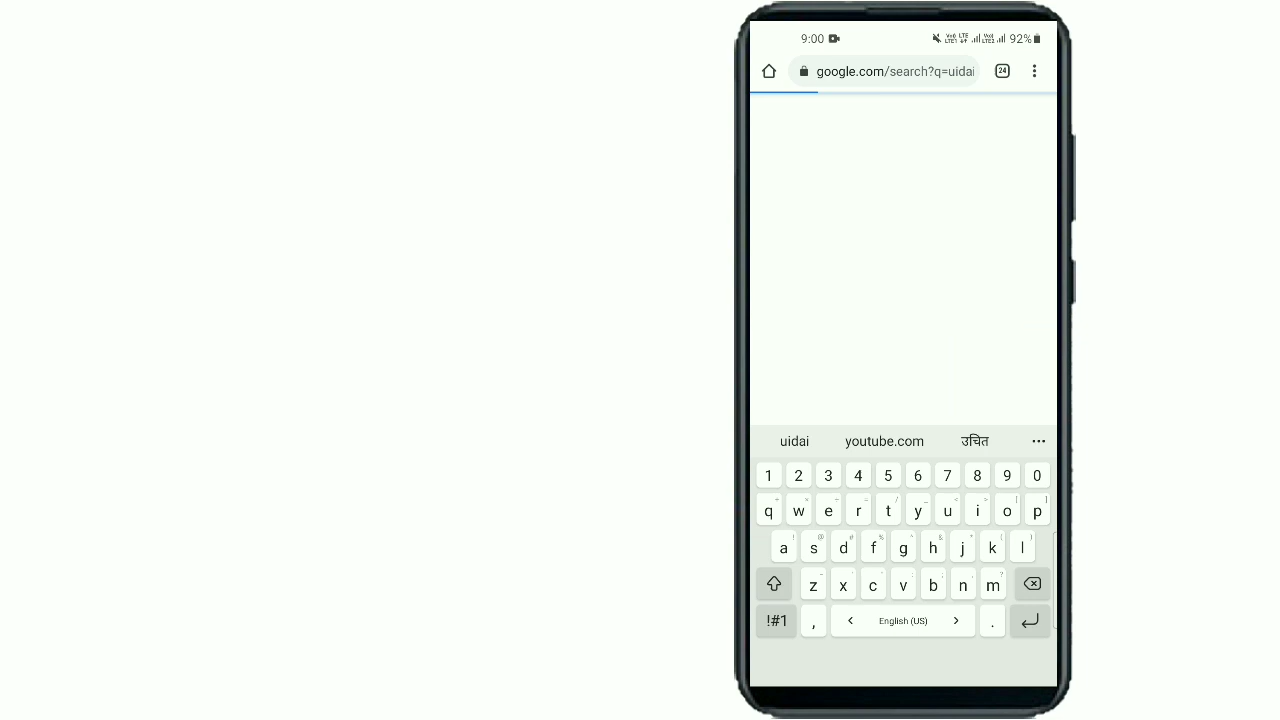 9:00 92%
google.com/search?q=uidai 24
uidai youtube.com उचित
1 2 3 4 5 6 7 8 9 0
q w e r t y u i o p
a s d f g h j k l
z x c v b n m
!#1 , < English (US) > .